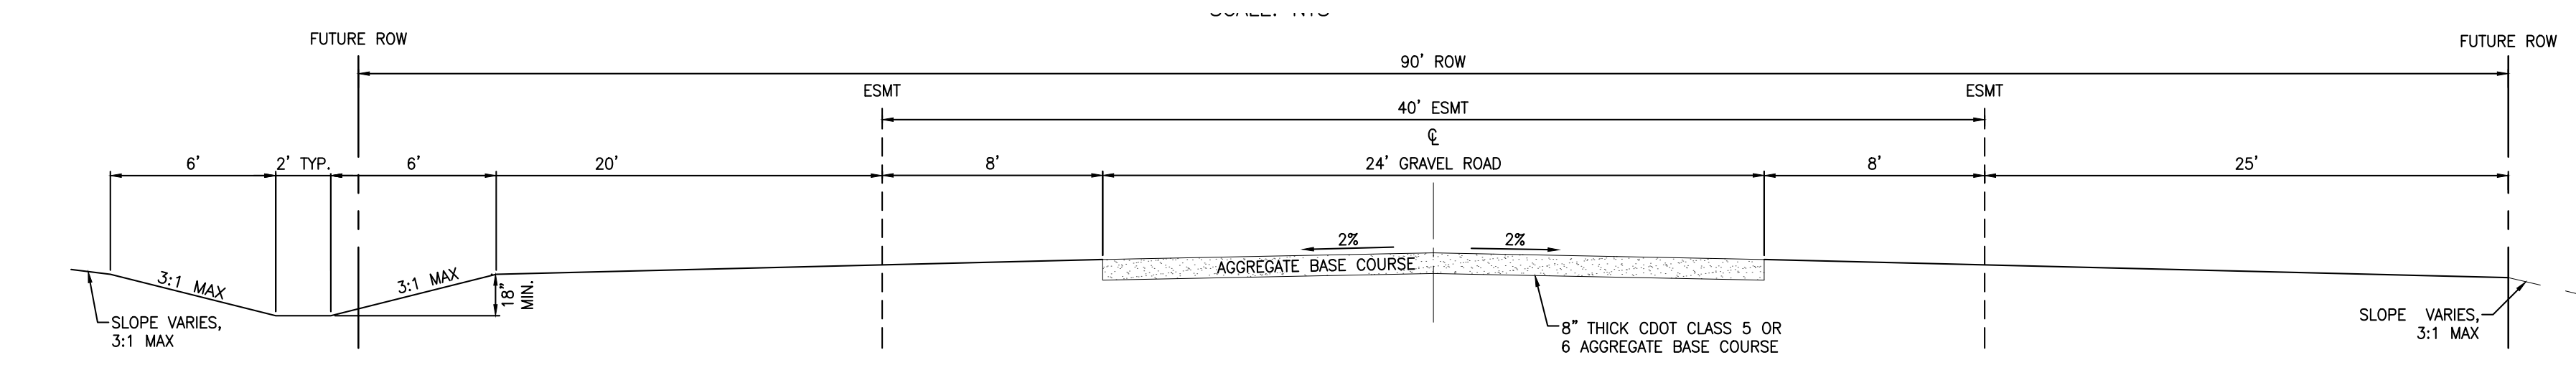 SCALE: NTS
FUTURE ROW
FUTURE ROW
90' ROW
ESMT
ESMT
40' ESMT
℄
6'
2' TYP.
6'
20'
8'
24' GRAVEL ROAD
8'
25'
2%
2%
3:1 MAX
3:1 MAX
18"
MIN.
AGGREGATE BASE COURSE
SLOPE VARIES,
3:1 MAX
8" THICK CDOT CLASS 5 OR
6 AGGREGATE BASE COURSE
SLOPE VARIES,
3:1 MAX